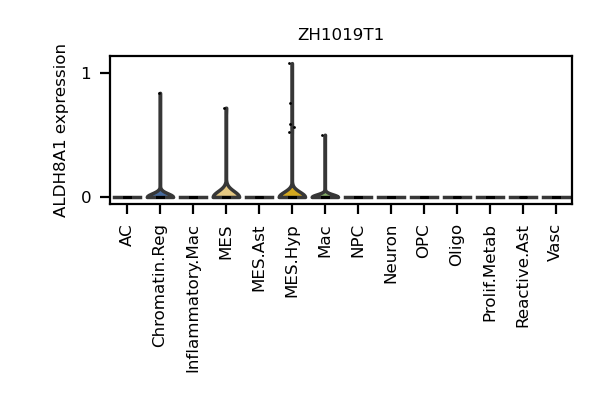 ZH1019T1
ALDH8A1 expression
1
0
AC
Chromatin.Reg
Inflammatory.Mac
MES
MES.Ast
MES.Hyp
Mac
NPC
Neuron
OPC
Oligo
Prolif.Metab
Reactive.Ast
Vasc